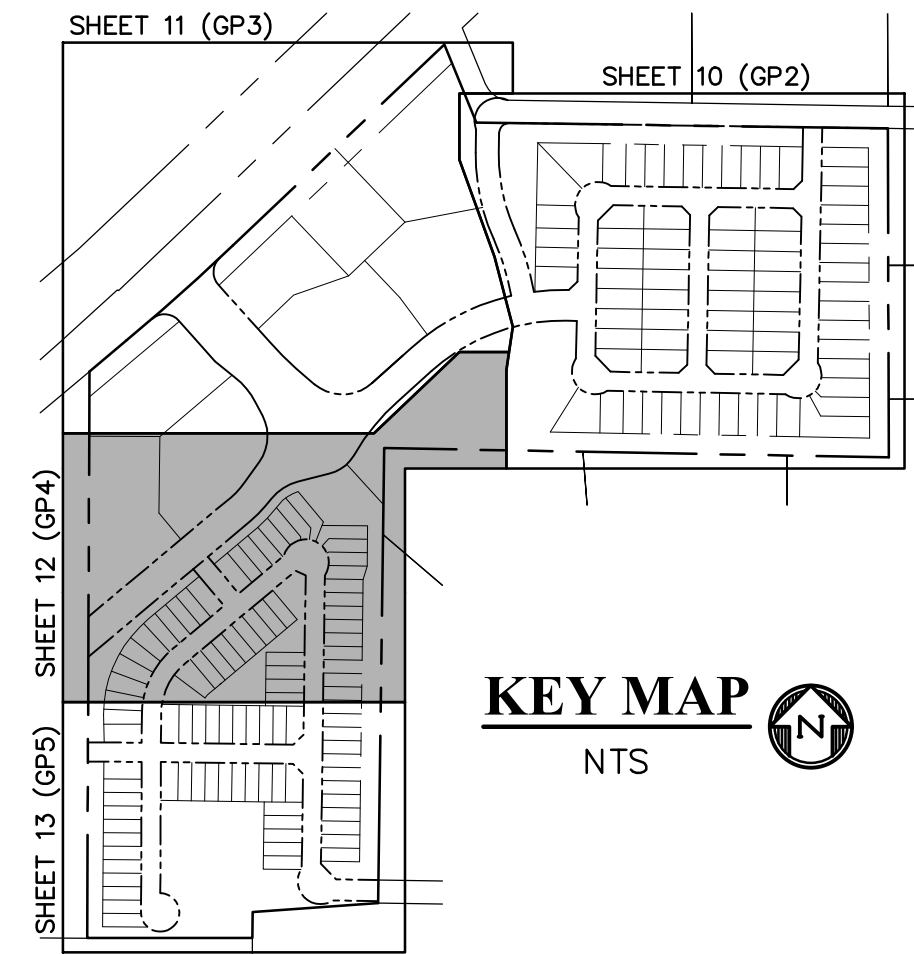 SHEET 11 (GP3)
SHEET 10 (GP2)
SHEET 12 (GP4)
SHEET 13 (GP5)
KEY MAP
N
NTS